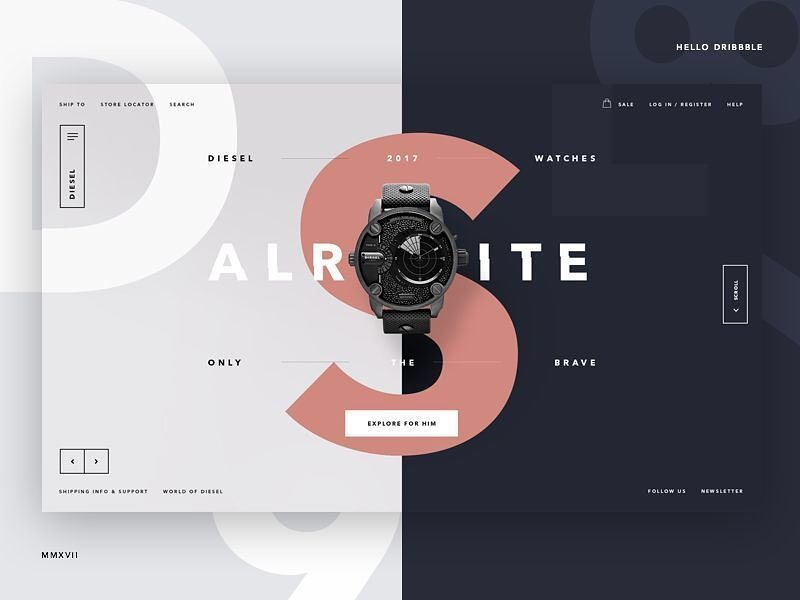 HELLO DRIBBBLE
SHIP TO STORE LOCATOR SEARCH
SALE LOG IN / REGISTER HELP
DIESEL
DIESEL 2017 WATCHES
S
ALR ITE
SCROLL
ONLY THE BRAVE
EXPLORE FOR HIM
SHIPPING INFO & SUPPORT WORLD OF DIESEL
FOLLOW US NEWSLETTER
MMXVII